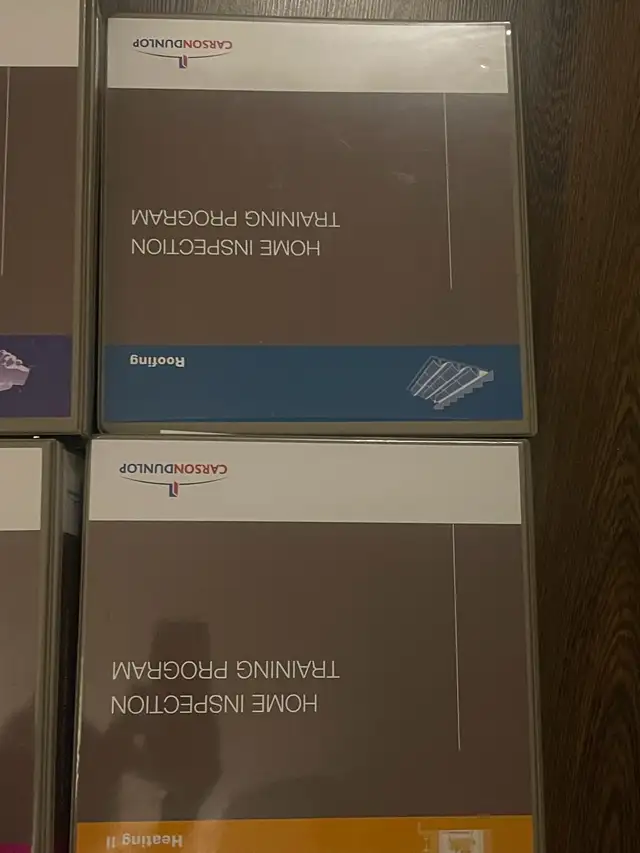 CARSONDUNLOP
HOME INSPECTION
TRAINING PROGRAM
Roofing
CARSONDUNLOP
HOME INSPECTION
TRAINING PROGRAM
Heating II